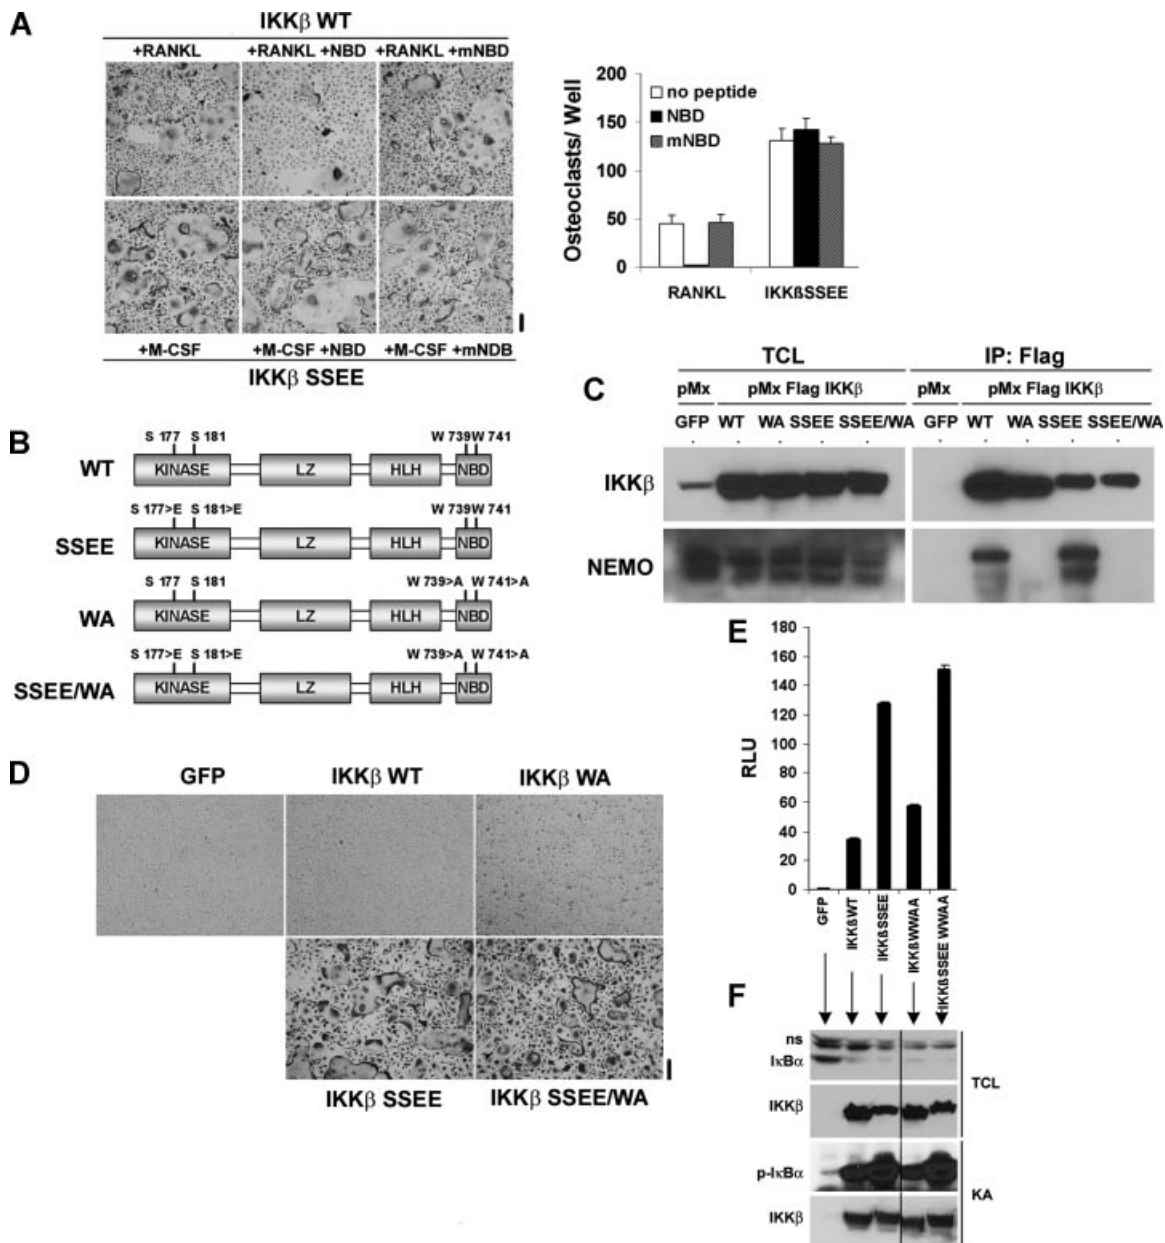 A
IKKβ WT
+RANKL +RANKL +NBD +RANKL +mNBD
+M-CSF +M-CSF +NBD +M-CSF +mNDB
IKKβ SSEE
Osteoclasts/ Well
200
150
100
50
0
no peptide
NBD
mNBD
RANKL IKKßSSEE
B
S 177 S 181 W 739 W 741
WT KINASE LZ HLH NBD
S 177>E S 181>E W 739 W 741
SSEE KINASE LZ HLH NBD
S 177 S 181 W 739>A W 741>A
WA KINASE LZ HLH NBD
S 177>E S 181>E W 739>A W 741>A
SSEE/WA KINASE LZ HLH NBD
C
TCL IP: Flag
pMx pMx Flag IKKβ pMx pMx Flag IKKβ
GFP WT WA SSEE SSEE/WA GFP WT WA SSEE SSEE/WA
IKKβ
NEMO
D
GFP IKKβ WT IKKβ WA
IKKβ SSEE IKKβ SSEE/WA
E
RLU
180
160
140
120
100
80
60
40
20
0
GFP
IKKßWT
IKKßSSEE
IKKßWWAA
IKKßSSEE WWAA
F
ns
IκBα
IKKβ
TCL
p-IκBα
IKKβ
KA